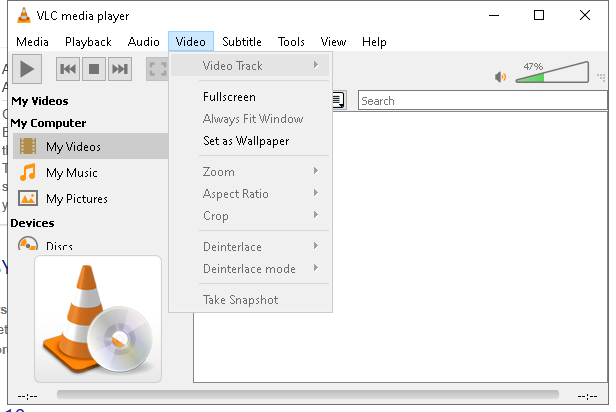 VLC media player
Media Playback Audio Video Subtitle Tools View Help
47%
Search
My Videos
My Computer
My Videos
My Music
My Pictures
Devices
Discs
Video Track
Fullscreen
Always Fit Window
Set as Wallpaper
Zoom
Aspect Ratio
Crop
Deinterlace
Deinterlace mode
Take Snapshot
--:-- --:--